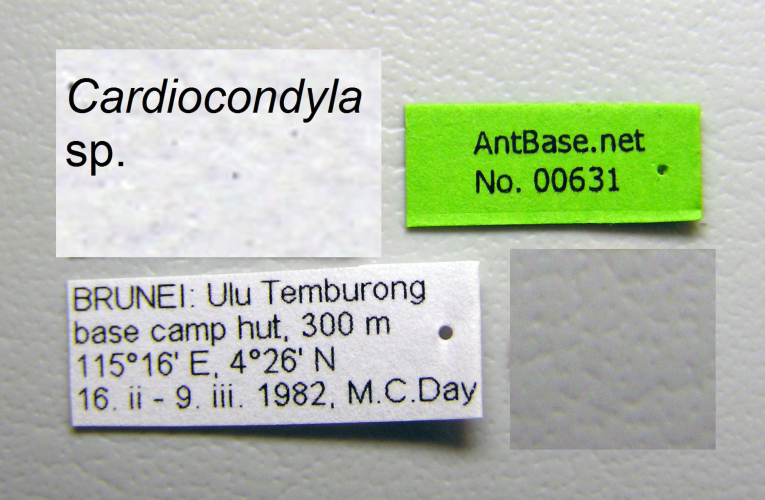 Cardiocondyla
sp.
AntBase.net
No. 00631
BRUNEI: Ulu Temburong
base camp hut, 300 m
115°16' E, 4°26' N
16. ii - 9. iii. 1982, M.C.Day